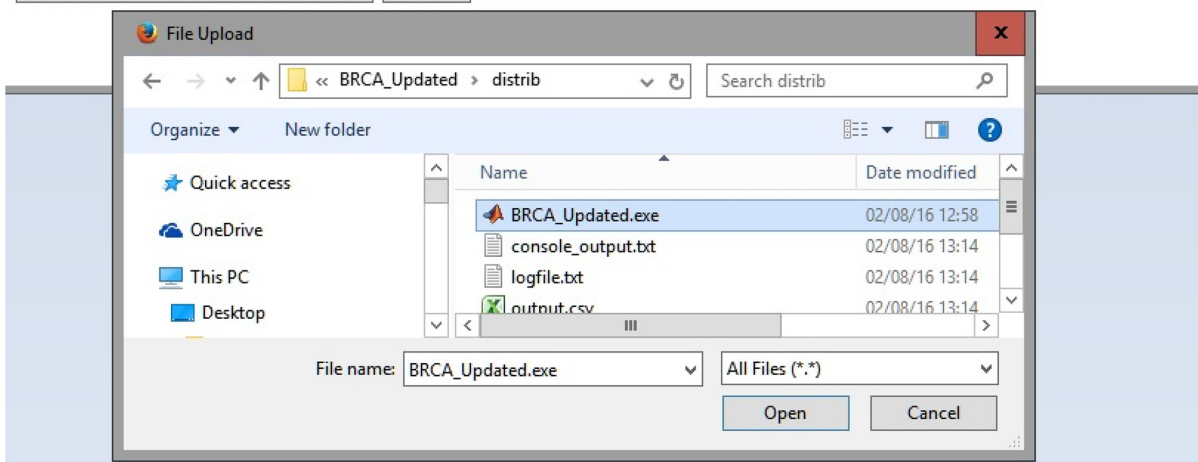 File Upload
x
« BRCA_Updated > distrib
Search distrib
Organize
New folder
?
Quick access
Name
Date modified
BRCA_Updated.exe
02/08/16 12:58
OneDrive
console_output.txt
02/08/16 13:14
This PC
logfile.txt
02/08/16 13:14
Desktop
output.csv
02/08/16 13:14
File name:
BRCA_Updated.exe
All Files (*.*)
Open
Cancel